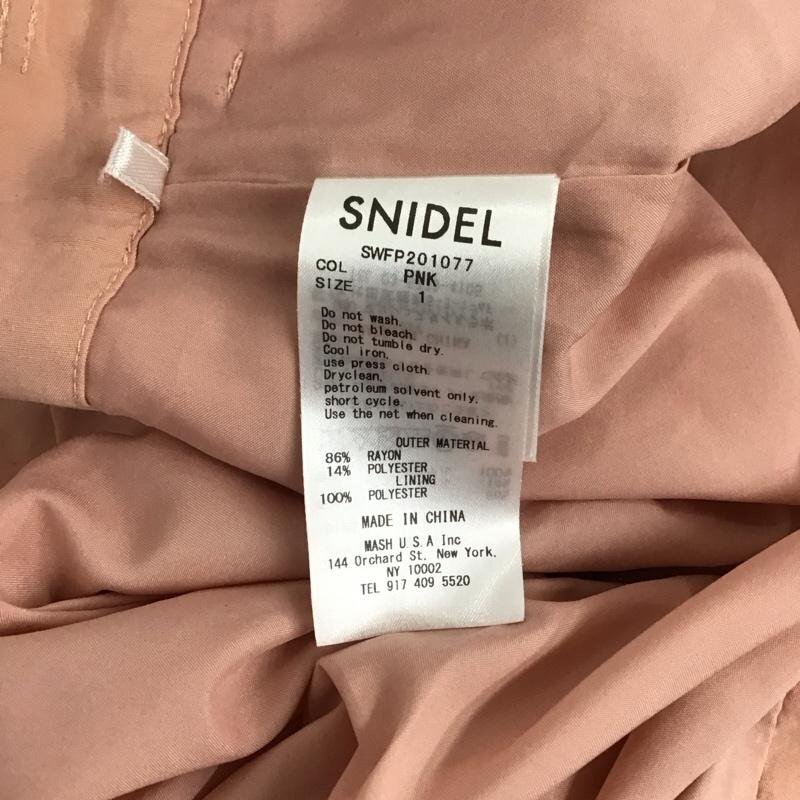 SNIDEL
SWFP201077
COL PNK
SIZE 1
Do not wash.
Do not bleach.
Do not tumble dry.
Cool iron,
use press cloth.
Dryclean,
petroleum solvent only.
short cycle.
Use the net when cleaning.
OUTER MATERIAL
86% RAYON
14% POLYESTER
LINING
100% POLYESTER
MADE IN CHINA
MASH U.S.A Inc
144 Orchard St. New York.
NY 10002
TEL 917 409 5520